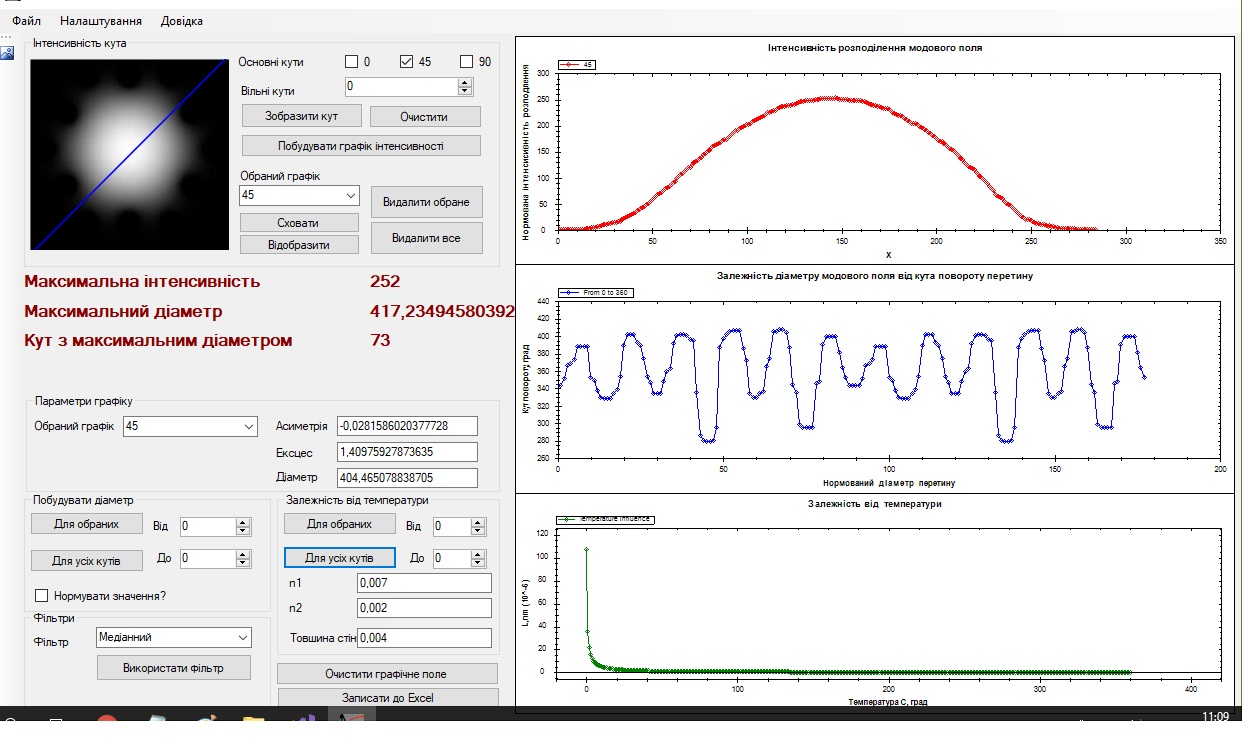 Файл Налаштування Довідка
Інтенсивність кута
Основні кути 0 45 90
Вільні кути 0
Зобразити кут Очистити
Побудувати графік інтенсивності
Обраний графік
45
Видалити обране
Сховати
Відобразити
Видалити все
Максимальна інтенсивність 252
Максимальний діаметр 417,23494580392
Кут з максимальним діаметром 73
Параметри графіку
Обраний графік 45
Асиметрія -0,0281586020377728
Ексцес 1,40975927873635
Діаметр 404,465078838705
Побудувати діаметр
Для обраних Від 0
Для усіх кутів До 0
Нормувати значення?
Залежність від температури
Для обраних Від 0
Для усіх кутів До 0
n1 0,007
n2 0,002
Товшина стін 0,004
Фільтри
Фільтр Медіанний
Використати фільтр
Очистити графічне поле
Записати до Excel
Інтенсивність розподілення модового поля
45
Нормована інтенсисивність розподілення
300
250
200
150
100
50
0
0 50 100 150 200 250 300 350
X
Залежність діаметру модового поля від кута повороту перетину
From 0 to 360
Кут повороту,град
440
420
400
380
360
340
320
300
280
260
0 50 100 150 200
Нормований діаметр перетину
Залежність від температури
Temperature influence
L,nm (10^-6)
120
100
80
60
40
20
0
0 100 200 300 400
Температура С, град
11:09